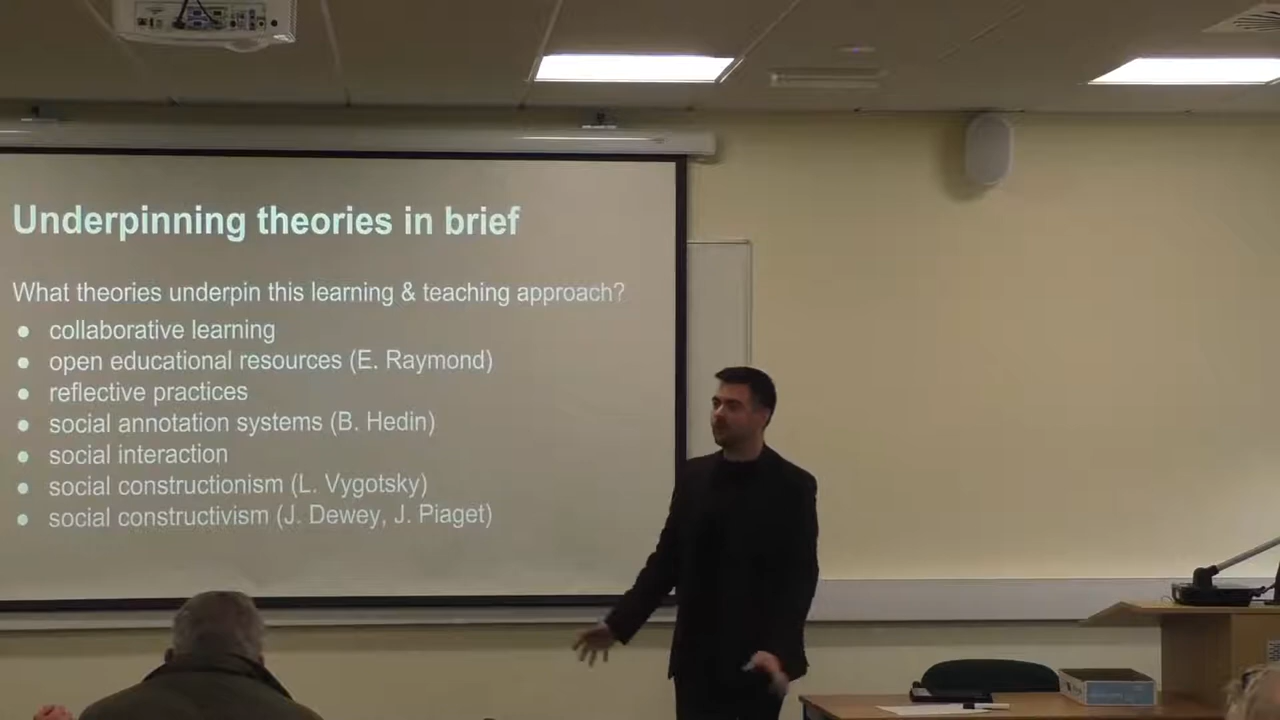 Underpinning theories in brief
What theories underpin this learning & teaching approach?
● collaborative learning
● open educational resources (E. Raymond)
● reflective practices
● social annotation systems (B. Hedin)
● social interaction
● social constructionism (L. Vygotsky)
● social constructivism (J. Dewey, J. Piaget)